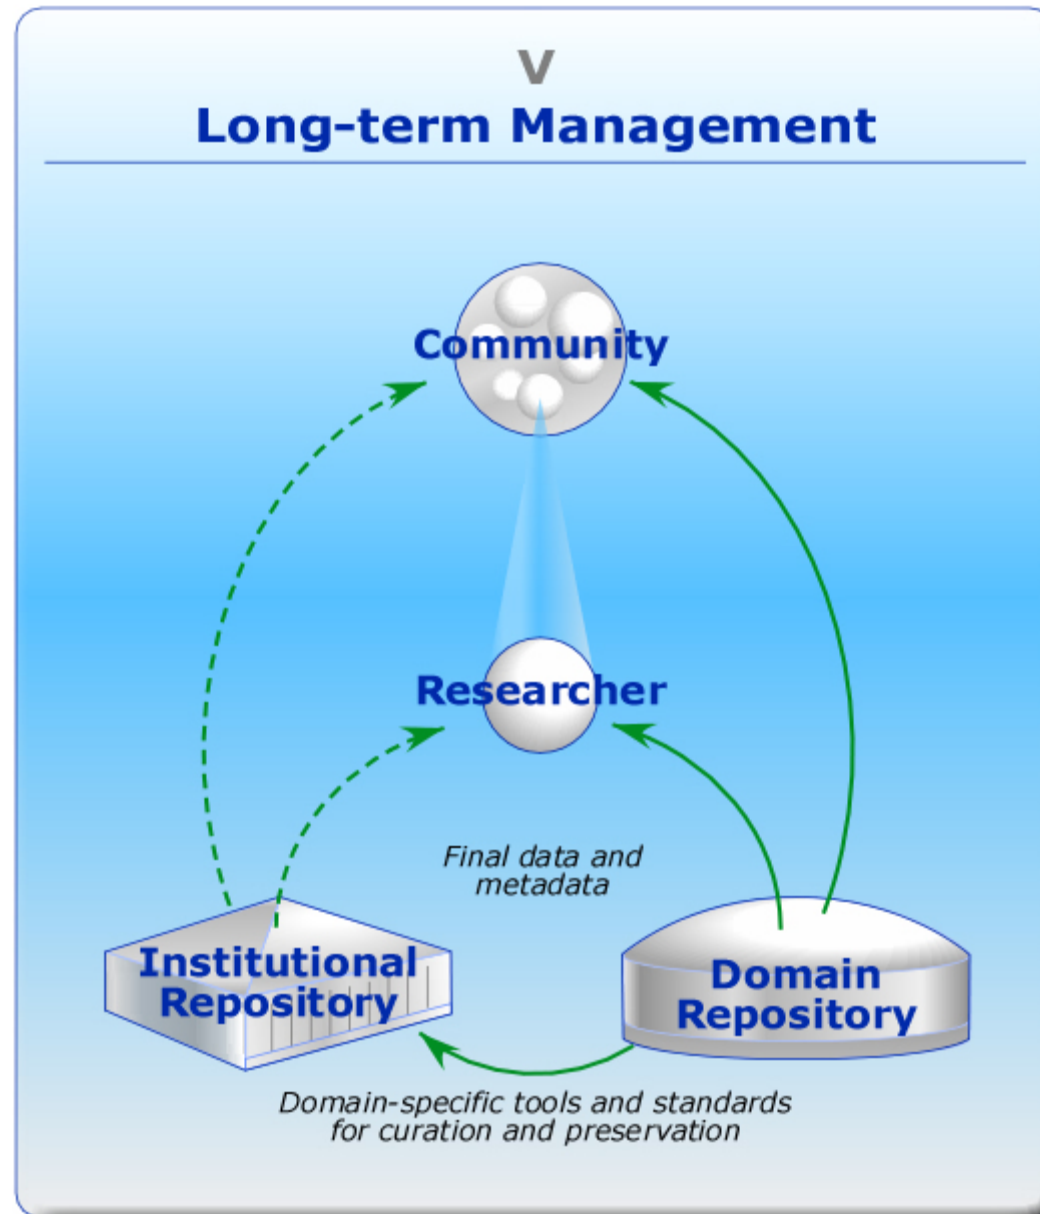 V
Long-term Management
Community
Researcher
Final data and
metadata
Institutional
Repository
Domain
Repository
Domain-specific tools and standards
for curation and preservation